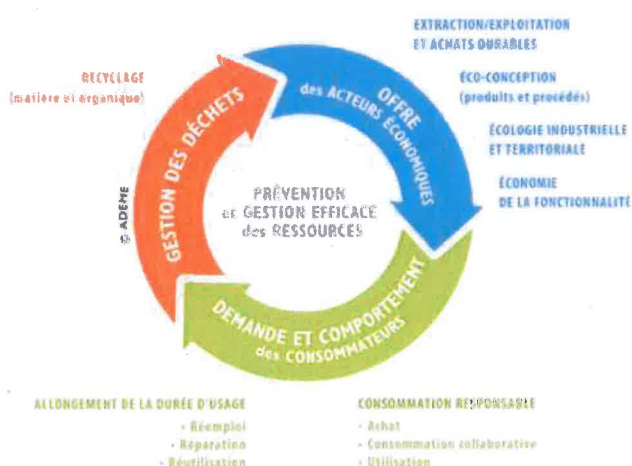 EXTRACTION/EXPLOITATION
ET ACHATS DURABLES
ÉCO-CONCEPTION
(produits et procédés)
ÉCOLOGIE INDUSTRIELLE
ET TERRITORIALE
ÉCONOMIE
DE LA FONCTIONNALITÉ
RECYCLAGE
(matière et organique)
OFFRE
des ACTEURS ÉCONOMIQUES
GESTION DES DÉCHETS
PRÉVENTION
et GESTION EFFICACE
des RESSOURCES
© ADEME
DEMANDE ET COMPORTEMENT
des CONSOMMATEURS
ALLONGEMENT DE LA DURÉE D'USAGE
- Réemploi
- Réparation
- Réutilisation
CONSOMMATION RESPONSABLE
- Achat
- Consommation collaborative
- Utilisation